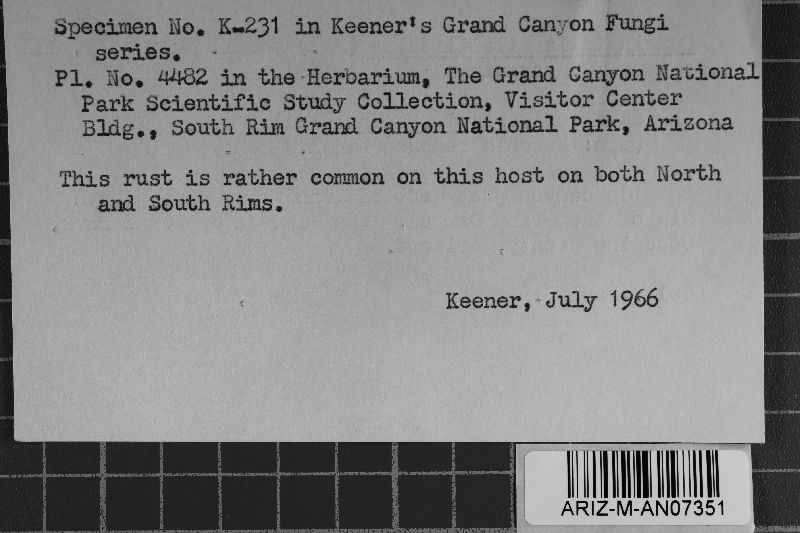 Specimen No. K-231 in Keener's Grand Canyon Fungi
series.
Pl. No. 4482 in the Herbarium, The Grand Canyon National
Park Scientific Study Collection, Visitor Center
Bldg., South Rim Grand Canyon National Park, Arizona
This rust is rather common on this host on both North
and South Rims.
Keener, July 1966
ARIZ-M-AN07351